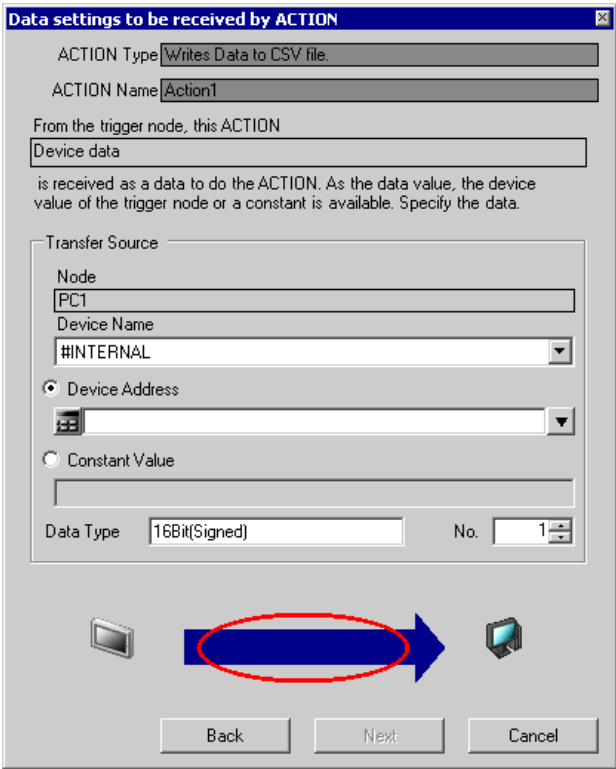 Data settings to be received by ACTION
ACTION Type Writes Data to CSV file.
ACTION Name Action1
From the trigger node, this ACTION
Device data
is received as a data to do the ACTION. As the data value, the device
value of the trigger node or a constant is available. Specify the data.
Transfer Source
Node
PC1
Device Name
#INTERNAL
Device Address
Constant Value
Data Type 16Bit(Signed) No. 1
Back Next Cancel